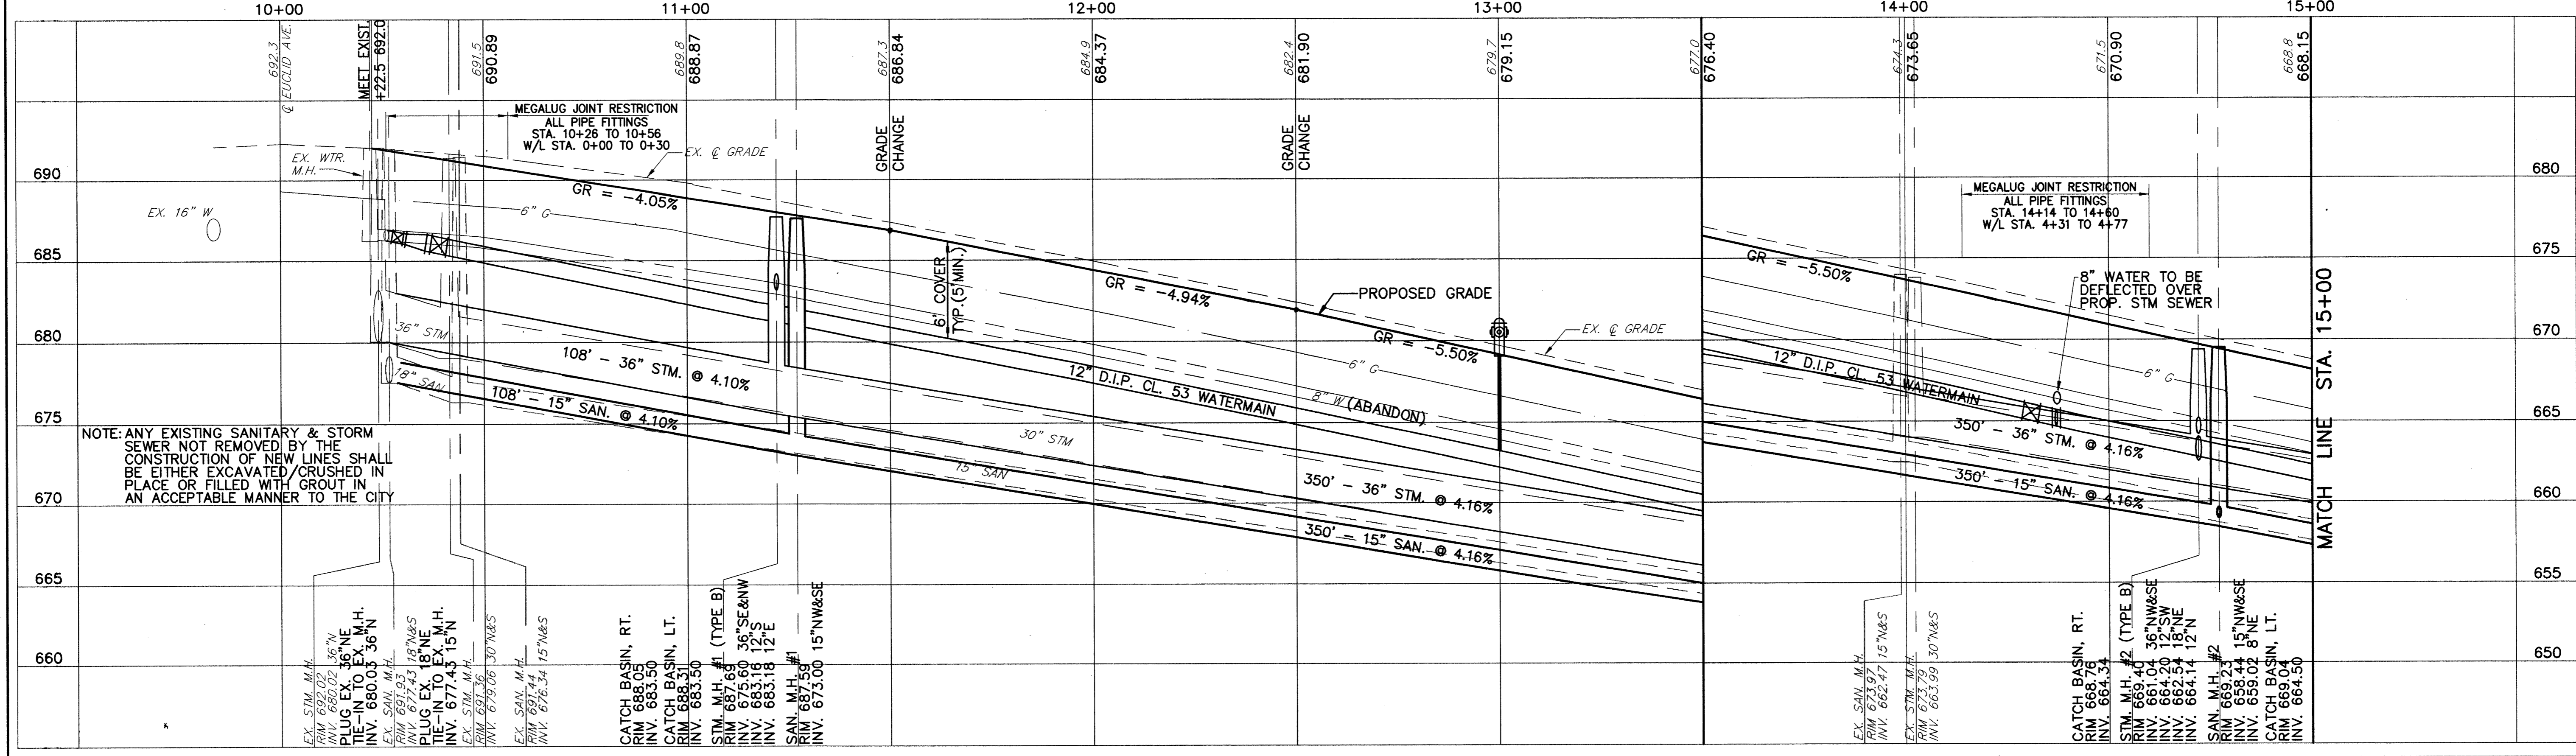 10+00
11+00
12+00
13+00
14+00
15+00
692.3
℄ EUCLID AVE.
MEET EXIST.
+22.5 692.0
691.5
690.89
689.8
688.87
687.3
686.84
684.9
684.37
682.4
681.90
679.7
679.15
677.0
676.40
674.3
673.65
671.5
670.90
668.8
668.15
MEGALUG JOINT RESTRICTION
ALL PIPE FITTINGS
STA. 10+26 TO 10+56
W/L STA. 0+00 TO 0+30
EX. ℄ GRADE
GRADE
CHANGE
GRADE
CHANGE
EX. WTR.
M.H.
690
685
680
675
670
665
660
680
675
670
665
660
655
650
EX. 16" W
6" G
GR = -4.05%
36" STM
18" SAN
108' - 36" STM. @ 4.10%
108' - 15" SAN. @ 4.10%
6' COVER
TYP.(5'MIN.)
GR = -4.94%
PROPOSED GRADE
GR = -5.50%
EX. ℄ GRADE
6" G
8" W (ABANDON)
12" D.I.P. CL. 53 WATERMAIN
30" STM
15" SAN
350' - 36" STM. @ 4.16%
350' - 15" SAN. @ 4.16%
MEGALUG JOINT RESTRICTION
ALL PIPE FITTINGS
STA. 14+14 TO 14+60
W/L STA. 4+31 TO 4+77
GR = -5.50%
8" WATER TO BE
DEFLECTED OVER
PROP. STM SEWER
12" D.I.P. CL. 53 WATERMAIN
6" G
350' - 36" STM. @ 4.16%
350' - 15" SAN. @ 4.16%
MATCH LINE STA. 15+00
NOTE: ANY EXISTING SANITARY & STORM
SEWER NOT REMOVED BY THE
CONSTRUCTION OF NEW LINES SHALL
BE EITHER EXCAVATED/CRUSHED IN
PLACE OR FILLED WITH GROUT IN
AN ACCEPTABLE MANNER TO THE CITY
EX. STM. M.H.
RIM 692.02
INV. 680.02 36"N
PLUG EX. 36"NE
TIE-IN TO EX. M.H.
INV. 680.03 36"N
EX. SAN. M.H.
RIM 691.93
INV. 677.43 18"N&S
PLUG EX. 18"NE
TIE-IN TO EX. M.H.
INV. 677.43 15"N
EX. STM. M.H.
RIM 691.36
INV. 679.06 30"N&S
EX. SAN. M.H.
RIM 691.44
INV. 676.34 15"N&S
CATCH BASIN, RT.
RIM 688.05
INV. 683.50
CATCH BASIN, LT.
RIM 688.31
INV. 683.50
STM. M.H. #1 (TYPE B)
RIM 687.69
INV. 675.60 36"SE&NW
INV. 683.16 12"S
INV. 683.18 12"E
SAN. M.H. #1
RIM 687.59
INV. 673.00 15"NW&SE
EX. SAN. M.H.
RIM 673.97
INV. 662.47 15"N&S
EX. STM. M.H.
RIM 673.79
INV. 663.99 30"N&S
CATCH BASIN, RT.
RIM 668.76
INV. 664.34
STM. M.H. #2 (TYPE B)
RIM 669.40
INV. 661.04 36"NW&SE
INV. 664.20 12"SW
INV. 662.54 18"NE
INV. 664.14 12"N
SAN. M.H. #2
RIM 669.23
INV. 658.44 15"NW&SE
INV. 659.02 8"NE
CATCH BASIN, LT.
RIM 669.04
INV. 664.50